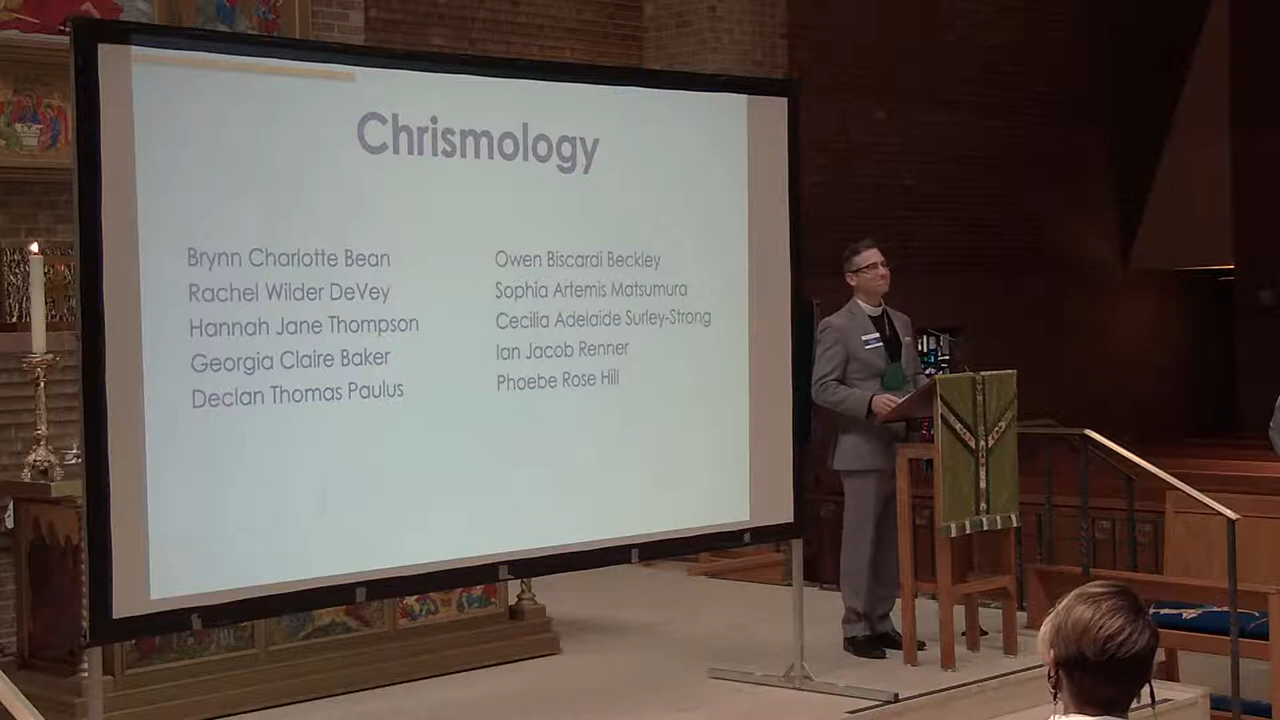 Chrismology
Brynn Charlotte Bean
Rachel Wilder DeVey
Hannah Jane Thompson
Georgia Claire Baker
Declan Thomas Paulus
Owen Biscardi Beckley
Sophia Artemis Matsumura
Cecilia Adelaide Surley-Strong
Ian Jacob Renner
Phoebe Rose Hill